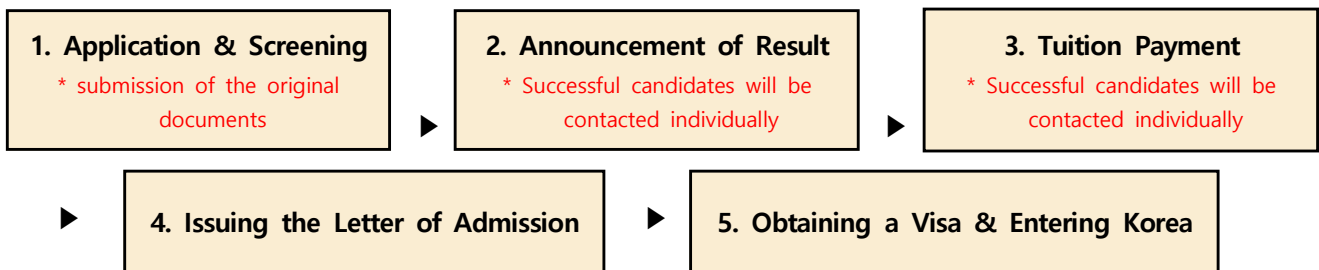 1. Application & Screening
* submission of the original
documents
▶
2. Announcement of Result
* Successful candidates will be
contacted individually
▶
3. Tuition Payment
* Successful candidates will be
contacted individually
▶
4. Issuing the Letter of Admission
▶
5. Obtaining a Visa & Entering Korea